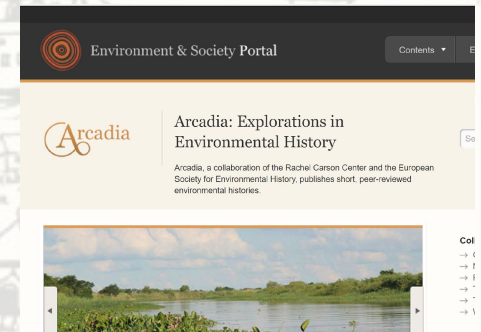 Environment & Society Portal
Contents
Arcadia
Arcadia: Explorations in
Environmental History
Arcadia, a collaboration of the Rachel Carson Center and the European
Society for Environmental History, publishes short, peer-reviewed
environmental histories.